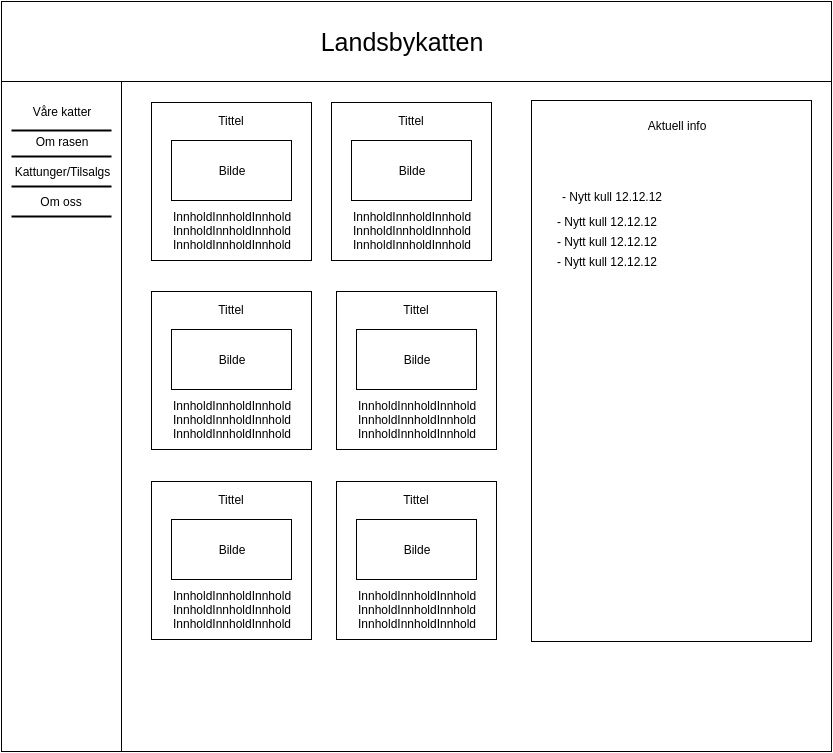 Landsbykatten
Våre katter
Om rasen
Kattunger/Tilsalgs
Om oss
Tittel
Bilde
InnholdInnholdInnhold
InnholdInnholdInnhold
InnholdInnholdInnhold
Tittel
Bilde
InnholdInnholdInnhold
InnholdInnholdInnhold
InnholdInnholdInnhold
Tittel
Bilde
InnholdInnholdInnhold
InnholdInnholdInnhold
InnholdInnholdInnhold
Tittel
Bilde
InnholdInnholdInnhold
InnholdInnholdInnhold
InnholdInnholdInnhold
Tittel
Bilde
InnholdInnholdInnhold
InnholdInnholdInnhold
InnholdInnholdInnhold
Tittel
Bilde
InnholdInnholdInnhold
InnholdInnholdInnhold
InnholdInnholdInnhold
Aktuell info
- Nytt kull 12.12.12
- Nytt kull 12.12.12
- Nytt kull 12.12.12
- Nytt kull 12.12.12